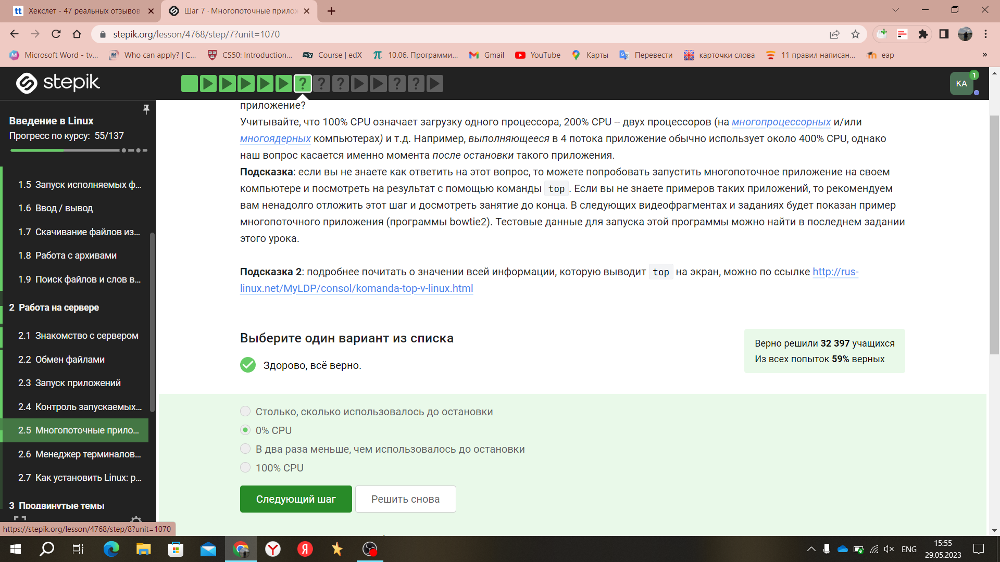 Хекслет - 47 реальных отзывов
Шаг 7 · Многопоточные прилож
stepik.org/lesson/4768/step/7?unit=1070
Microsoft Word - tv...
Who can apply? | C...
CS50: Introduction...
edX
Course | edX
10.06. Программи...
Gmail
YouTube
Карты
Перевести
карточки слова
11 правил написан...
eap
»
stepik
KA
1
Введение в Linux
Прогресс по курсу: 55/137
1.5 Запуск исполняемых ф...
1.6 Ввод / вывод
1.7 Скачивание файлов из...
1.8 Работа с архивами
1.9 Поиск файлов и слов в...
2 Работа на сервере
2.1 Знакомство с сервером
2.2 Обмен файлами
2.3 Запуск приложений
2.4 Контроль запускаемых...
2.5 Многопоточные прило...
2.6 Менеджер терминалов...
2.7 Как установить Linux: р...
3 Продвинутые темы
приложение?
Учитывайте, что 100% CPU означает загрузку одного процессора, 200% CPU -- двух процессоров (на многопроцессорных и/или
многоядерных компьютерах) и т.д. Например, выполняющееся в 4 потока приложение обычно использует около 400% CPU, однако
наш вопрос касается именно момента после остановки такого приложения.
Подсказка: если вы не знаете как ответить на этот вопрос, то можете попробовать запустить многопоточное приложение на своем
компьютере и посмотреть на результат с помощью команды top . Если вы не знаете примеров таких приложений, то рекомендуем
вам ненадолго отложить этот шаг и досмотреть занятие до конца. В следующих видеофрагментах и заданиях будет показан пример
многопоточного приложения (программы bowtie2). Тестовые данные для запуска этой программы можно найти в последнем задании
этого урока.
Подсказка 2: подробнее почитать о значении всей информации, которую выводит top на экран, можно по ссылке http://rus-
linux.net/MyLDP/consol/komanda-top-v-linux.html
Выберите один вариант из списка
Здорово, всё верно.
Верно решили 32 397 учащихся
Из всех попыток 59% верных
Столько, сколько использовалось до остановки
0% CPU
В два раза меньше, чем использовалось до остановки
100% CPU
Следующий шаг
Решить снова
https://stepik.org/lesson/4768/step/8?unit=1070
ENG
15:55
29.05.2023